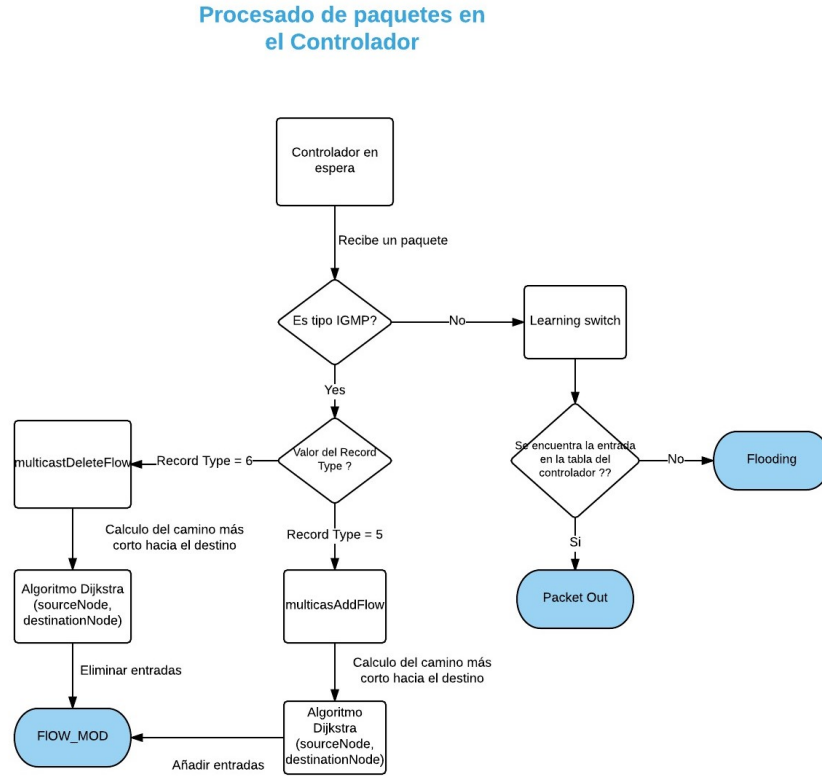 Procesado de paquetes en
el Controlador
Controlador en
espera
Recibe un paquete
Es tipo IGMP?
No
Learning switch
Yes
Valor del Record
Type ?
Record Type = 6
multicastDeleteFlow
Se encuentra la entrada
en la tabla del
controlador ??
No
Flooding
Calculo del camino más
corto hacia el destino
Record Type = 5
Si
Algoritmo Dijkstra
(sourceNode,
destinationNode)
multicasAddFlow
Packet Out
Eliminar entradas
Calculo del camino más
corto hacia el destino
FlOW_MOD
Algoritmo
Dijkstra
(sourceNode,
destinationNode)
Añadir entradas